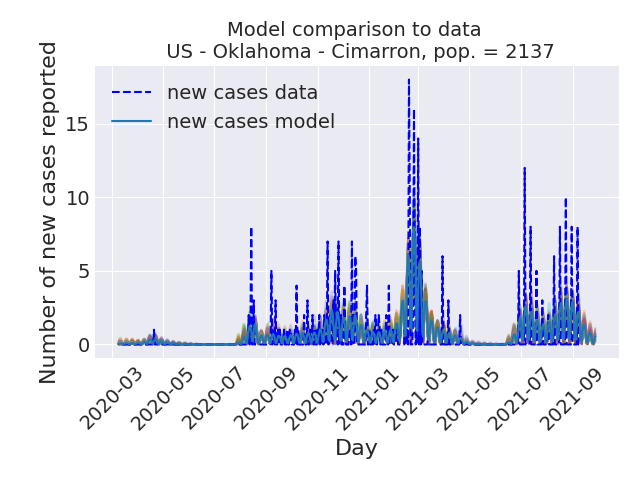 Model comparison to data
US - Oklahoma - Cimarron, pop. = 2137
Number of new cases reported
15
10
5
0
new cases data
new cases model
2020-03
2020-05
2020-07
2020-09
2020-11
2021-01
2021-03
2021-05
2021-07
2021-09
Day